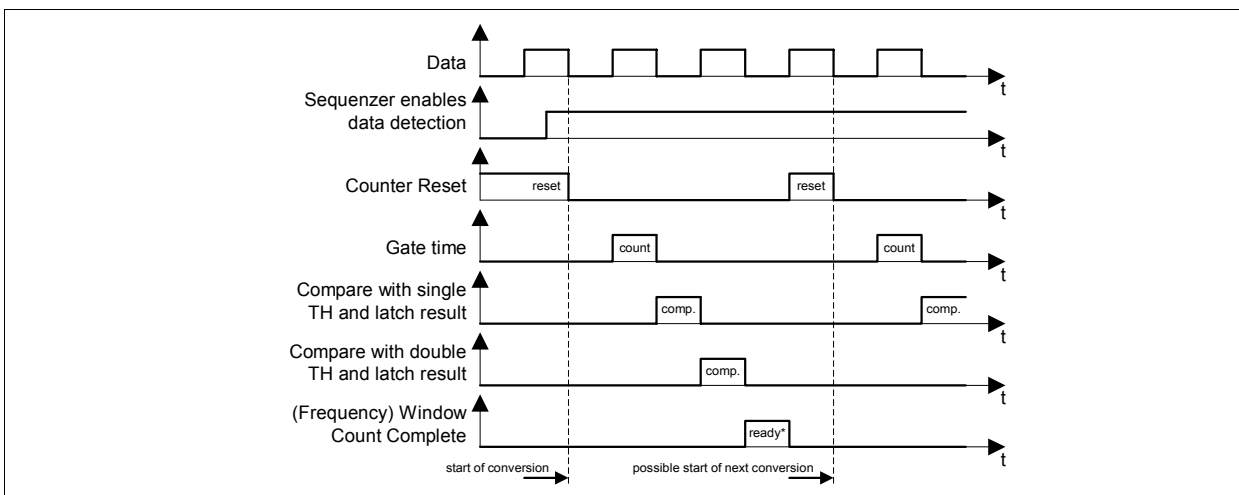 Data
t
Sequenzer enables
data detection
t
Counter Reset
reset
reset
t
Gate time
count
count
t
Compare with single
TH and latch result
comp.
comp.
t
Compare with double
TH and latch result
comp.
t
(Frequency) Window
Count Complete
ready*
t
start of conversion
possible start of next conversion